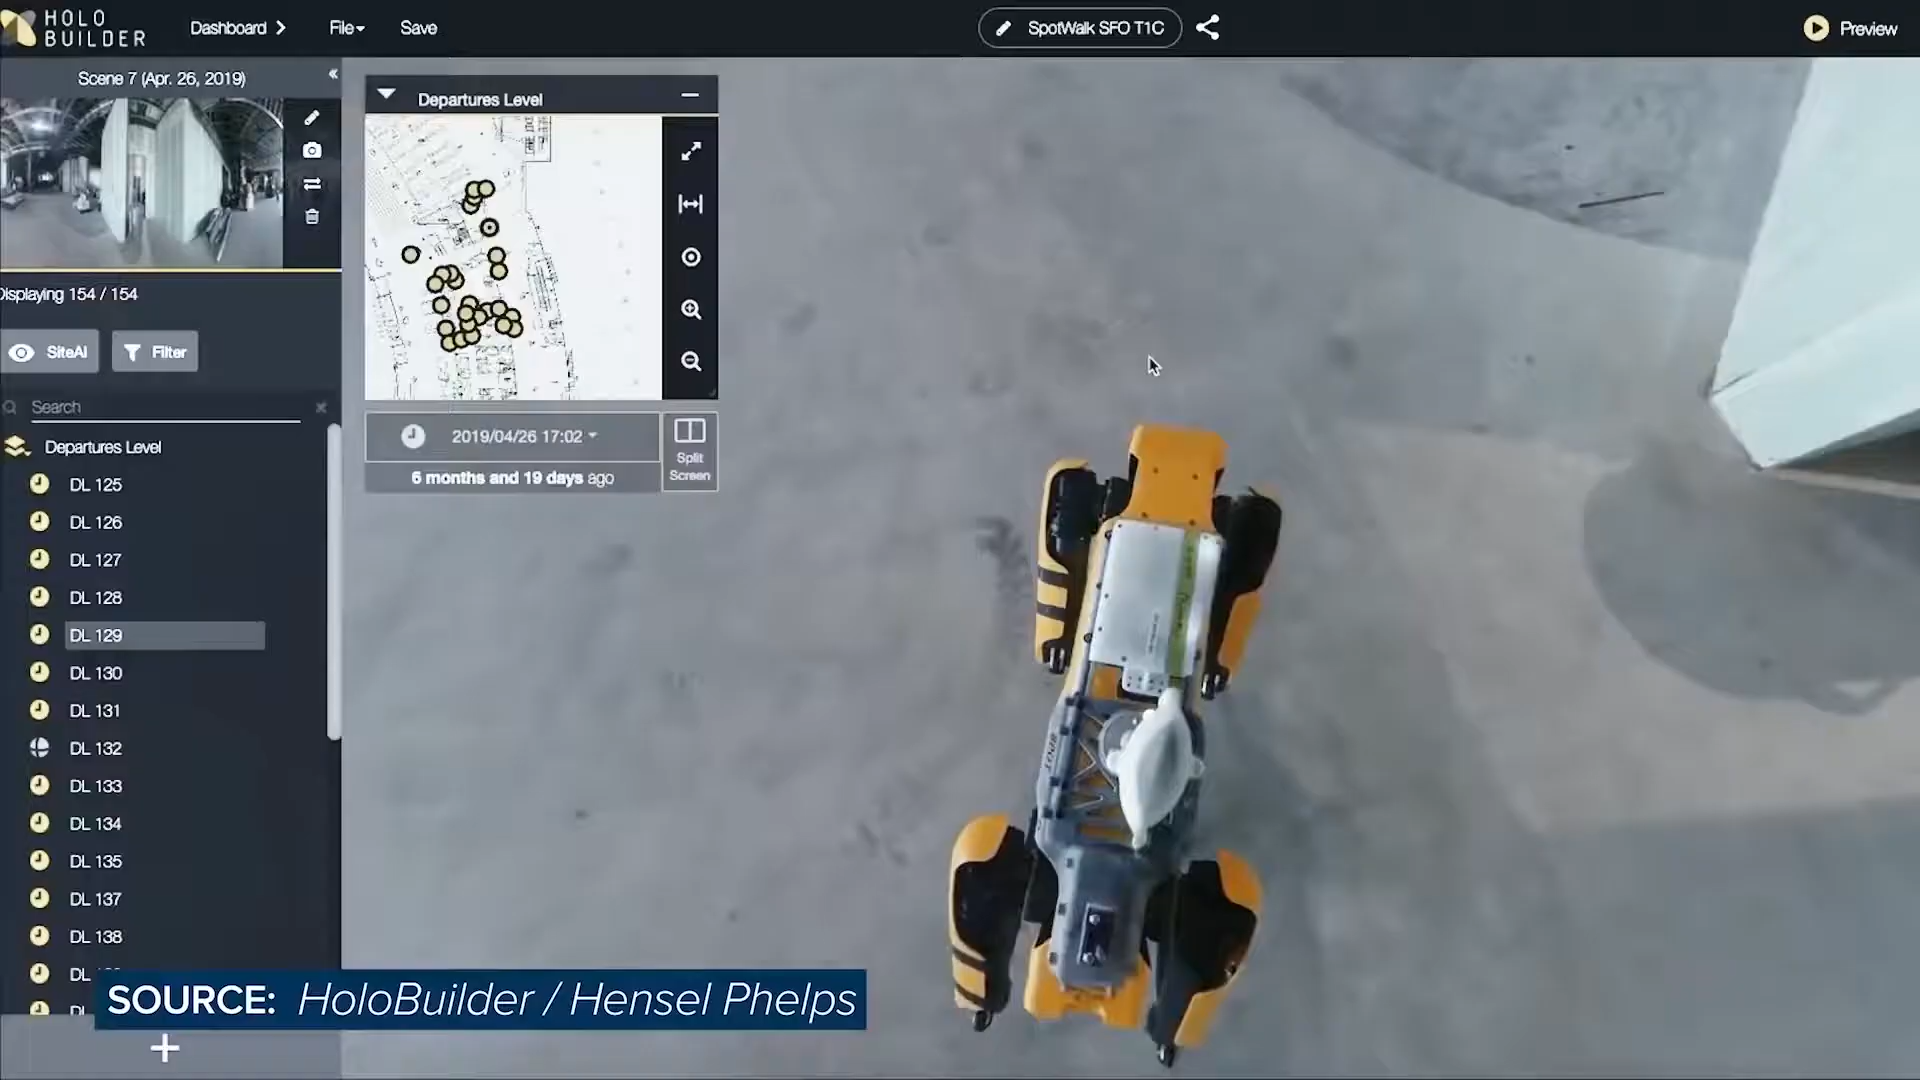 HOLO
BUILDER
Dashboard
File
Save
SpotWalk SFO T1C
Preview
Scene 7 (Apr. 26, 2019)
Displaying 154 / 154
SiteAI
Filter
Search
Departures Level
DL 125
DL 126
DL 127
DL 128
DL 129
DL 130
DL 131
DL 132
DL 133
DL 134
DL 135
DL 137
DL 138
DL
DL
Departures Level
2019/04/26 17:02
6 months and 19 days ago
Split
Screen
SPOT
SOURCE: HoloBuilder / Hensel Phelps